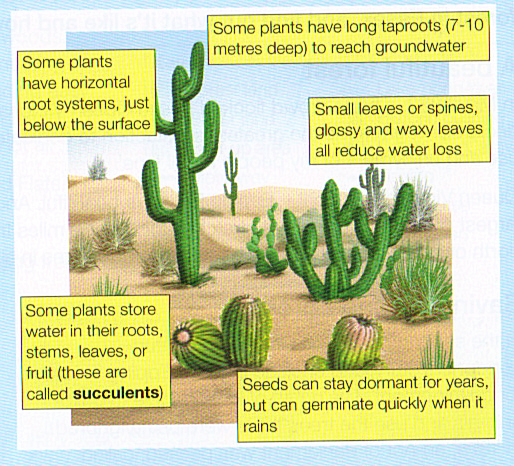 Some plants have long taproots (7-10
metres deep) to reach groundwater
Some plants
have horizontal
root systems, just
below the surface
Small leaves or spines,
glossy and waxy leaves
all reduce water loss
Some plants store
water in their roots,
stems, leaves, or
fruit (these are
called succulents)
Seeds can stay dormant for years,
but can germinate quickly when it
rains